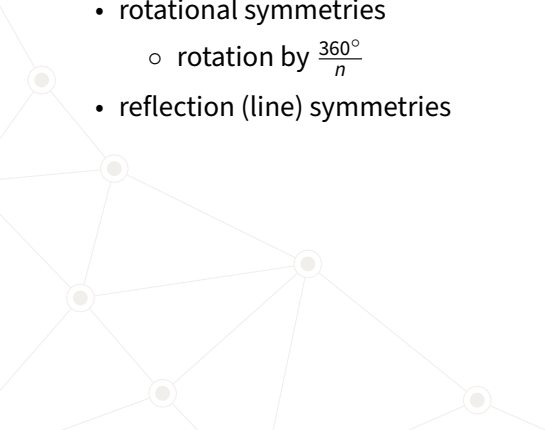 • rotational symmetries
○ rotation by 360°/n
• reflection (line) symmetries